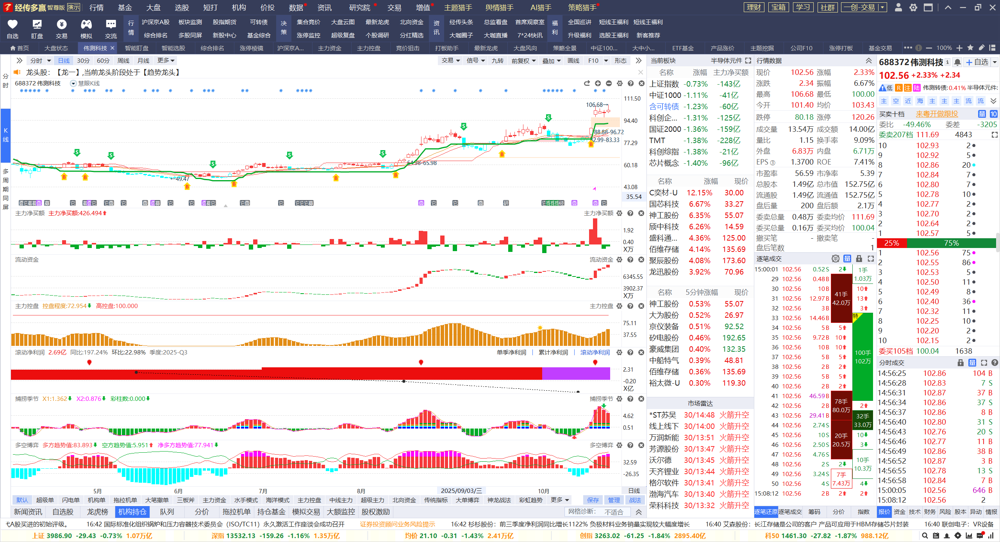 经传多赢 智尊版 演示 行情 基金 大盘 选股 短打 机构 价投 数据 资讯 研究院 交易 增值 主题猎手 舆情猎手 AI猎手 策略猎手 理财 宝箱 学习 社群 一创-交易
自选 盯盘 交易 模拟 交流
行情 沪深京A股 板块监测 股指期货 可转债 决策 集合竞价 大盘云图 最新龙虎 北向资金 资讯 经传头条 总监看盘 首席观察室 福利 全国巡讲 短线王福利 短线王福利
综合排名 多股同屏 新股中心 基金综合 涨停监控 超级复盘 个股调研 分红精选 大咖圈子 大咖直播 7*24快讯 升级福利 选股王福利 新客推荐
首页 大盘状态 伟测科技 智能盯盘 智能选股 综合排名 涨停棱镜 沪深京A... 主力资金 主力控盘 竞价狙击 打板助手 最新龙虎 大盘风向 策略全景 中证100... 大中小... ETF基金 产品涨价 主题挖掘 公司F10 涨停打板 基金交易 100%
分时 日线 30分 60分 周线 月线 更多 交易 信号 九转 前复权 叠加 画线 F10 形态
分时
K线
多周期同屏
龙头股：【龙一】,当前龙头阶段处于【趋势龙头】
688372 伟测科技 慧眼K线
111.50
94.40
77.29
60.18
43.08
35.54
106.68
88.88-96.72
82.99-83.33
64.98-65.98
49.47
主力净买额 主力净买额:426.494 主力净买额
1.92
0.40
X万
流动资金 流动资金
6345.55
3902.37
X万
主力控盘 控盘程度:72.954 高控盘:100.000 主力控盘
75.11
37.55
滚动净利润 2.69亿 同比:197.24% 环比:22.98% 季度:2025-Q3 单季净利润 累计净利润 滚动净利润
2.31
-0.20
X亿
捕捞季节 X1:1.362 X2:0.876 彩柱数:0.000 捕捞季节
4.62
0.51
多空博弈 多方趋势值:83.893 空方趋势值:5.951 净多方趋势值:77.941 多空博弈
32.59
-26.35
5月 6月 7月 8月 2025/09/03/三 10月 日线
默认 超级单 闪电单 机构单 拖拉机单 大笔撤单 三板斧 主力资金 水手模式 海洋模式 主力控盘 中线主力 超级主力 北向资金 传统指标 大单博弈 神龙战法 彩虹趋势 更多 保存 管理 战法
新闻资讯 自选股 龙虎榜 机构持仓 队列 分价 拖拉机单 持仓基金 模拟交易 大额监控 股权激励 网格诊断: 不适合
当前板块 半导体元件
名称 涨幅 主力净买额
上证指数 -0.73% -143亿
中证1000 -1.11% -41亿
含可转债 -1.23% -60亿
科创企... -1.31% -125亿
国证2000 -1.36% -159亿
TMT -1.38% -228亿
科创综指 -1.38% -21亿
芯片概念 -1.40% -96亿
名称 涨幅 现价
C奕材-U 12.15% 30.00
国芯科技 6.67% 33.27
神工股份 6.35% 55.07
颀中科技 6.26% 14.59
盛科通... 4.36% 125.00
佰维存储 4.14% 135.69
聚辰股份 4.08% 173.60
龙迅股份 3.92% 70.96
名称 5分钟涨幅 现价
神工股份 0.53% 55.07
大为股份 0.52% 26.97
京仪装备 0.51% 92.52
矽电股份 0.46% 192.65
豪威集团 0.40% 132.35
中船特气 0.39% 48.81
佰维存储 0.36% 135.69
裕太微-U 0.30% 119.30
市场雷达
*ST苏吴 30/14:48 火箭升空
线上线下 30/14:00 火箭升空
万润新能 30/13:51 火箭升空
芳源股份 30/13:47 火箭升空
沃尔德 30/13:45 火箭升空
天齐锂业 30/13:44 火箭升空
格尔软件 30/13:41 火箭升空
渤海汽车 30/13:40 火箭升空
荣科科技 30/13:32 火箭升空
行情数据
现价 102.56 涨幅 2.33%
涨跌 2.34 振幅 6.67%
最高 106.68 最低 100.00
今开 101.40 均价 103.43
跌停 80.18 涨停 120.26
成交量 13.54万 成交额 14.00亿
量比 1.15 换手率 9.09%
外盘 6.83万 内盘 6.71万
EPS③ 1.3700 ROE 7.41%
市盈率 56.59 市净率 5.39
总股本 1.49亿 总市值 152.75亿
流通股 1.49亿 流通值 152.75亿
盘后量 200 盘后额 2.1万
委卖总量 0.48万 委卖均价 111.69
委买总量 0.16万 委买均价 100.04
撤买笔 - 撤卖笔 -
盘后笔数 1
逐笔成交 单 量
15:00:01 102.56 0.52S 2
29 102.56 0.48B
30 102.56 10B
31 102.56 12.97B
32 102.56 3B
33 102.56 14.46B
34 102.56 5B 5
35 102.56 9.72B 10
36 102.56 10B 10
37 102.56 5B 5
38 102.56 2B 2
39 102.56 5B 5
40 102.56 2B 2
41 102.56 46.59B
42 102.56 2B
43 102.56 29.41B
44 102.56 2.74S
45 102.56 10S
46 102.56 2.50S
47 102.56 4.76S
48 102.56 2S 2
49 102.56 3.24S
50 102.56 4S
15:08:12 102.56 2B 2 2
41手
42.0万
78手
80.0万
20手
20.5万
7手
7.43万
1手
1.03万
10
13
3
特
100手
102万
2
32手
33.0万
10
3
10手
10.3万
4
逐笔还原 逐笔成交 筹码 分价 指数
688372 伟测科技 自选
102.56 +2.33% +2.34
低 R 注 陆 伟测转债:0.41% 半导体元件:
主 空 近 海 主 主 主 流 流
买卖十档 来粤开做跟投 量 10
委比 -49.46% 委差 -3205
委卖207档 111.69 4843
10 102.93 2
9 102.92 5
8 102.86 20
7 102.84 7
6 102.80 7
5 102.78 10
4 102.77 2
3 102.70 2
2 102.64 2
1 102.57 5
25% 75%
1 102.56 75
2 102.55 86
3 102.53 5
4 102.50 11
5 102.49 8
6 102.40 36
7 102.32 11
8 102.25 10
9 102.20 2
10 102.15 2
委买105档 100.04 1638
分时成交 量
14:56:25 102.86 104 B
14:56:28 102.83 7 S
14:56:31 102.87 37 B
14:56:34 102.86 37 S
14:56:37 102.86 8 B
14:56:40 102.80 31 S
14:56:43 102.76 20 S
14:56:46 102.77 11 B
14:56:49 102.86 38 B
14:56:52 102.87 3 B
14:56:55 102.78 13 S
14:56:58 102.84 7 B
15:00:05 102.56 646 B
15:08:12 102.56 2
报价 资金 技术 财务 风险 股本 异动 情报
弋A股买进的初始评级。 16:42 国际标准化组织锅炉和压力容器技术委员会（ISO/TC11）永久激活工作座谈会成功召开 证券投资顾问业务风险提示 16:42 杉杉股份：前三季度净利润同比增长1122% 负极材料业务销量实现较大幅度增长 16:40 艾森股份：长江存储是公司的客户 产品可应用于HBM存储芯片封装 16:40 联创电子：VR设备
上证 3986.90 -29.43 -0.73% 1.07万亿 深指 13532.13 -159.26 -1.16% 1.35万亿 均价 21.10 -0.31 -1.43% 2.41万亿 创指 3263.02 -61.25 -1.84% 2895.40亿 科50 1461.30 -27.82 -1.87% 988.12亿